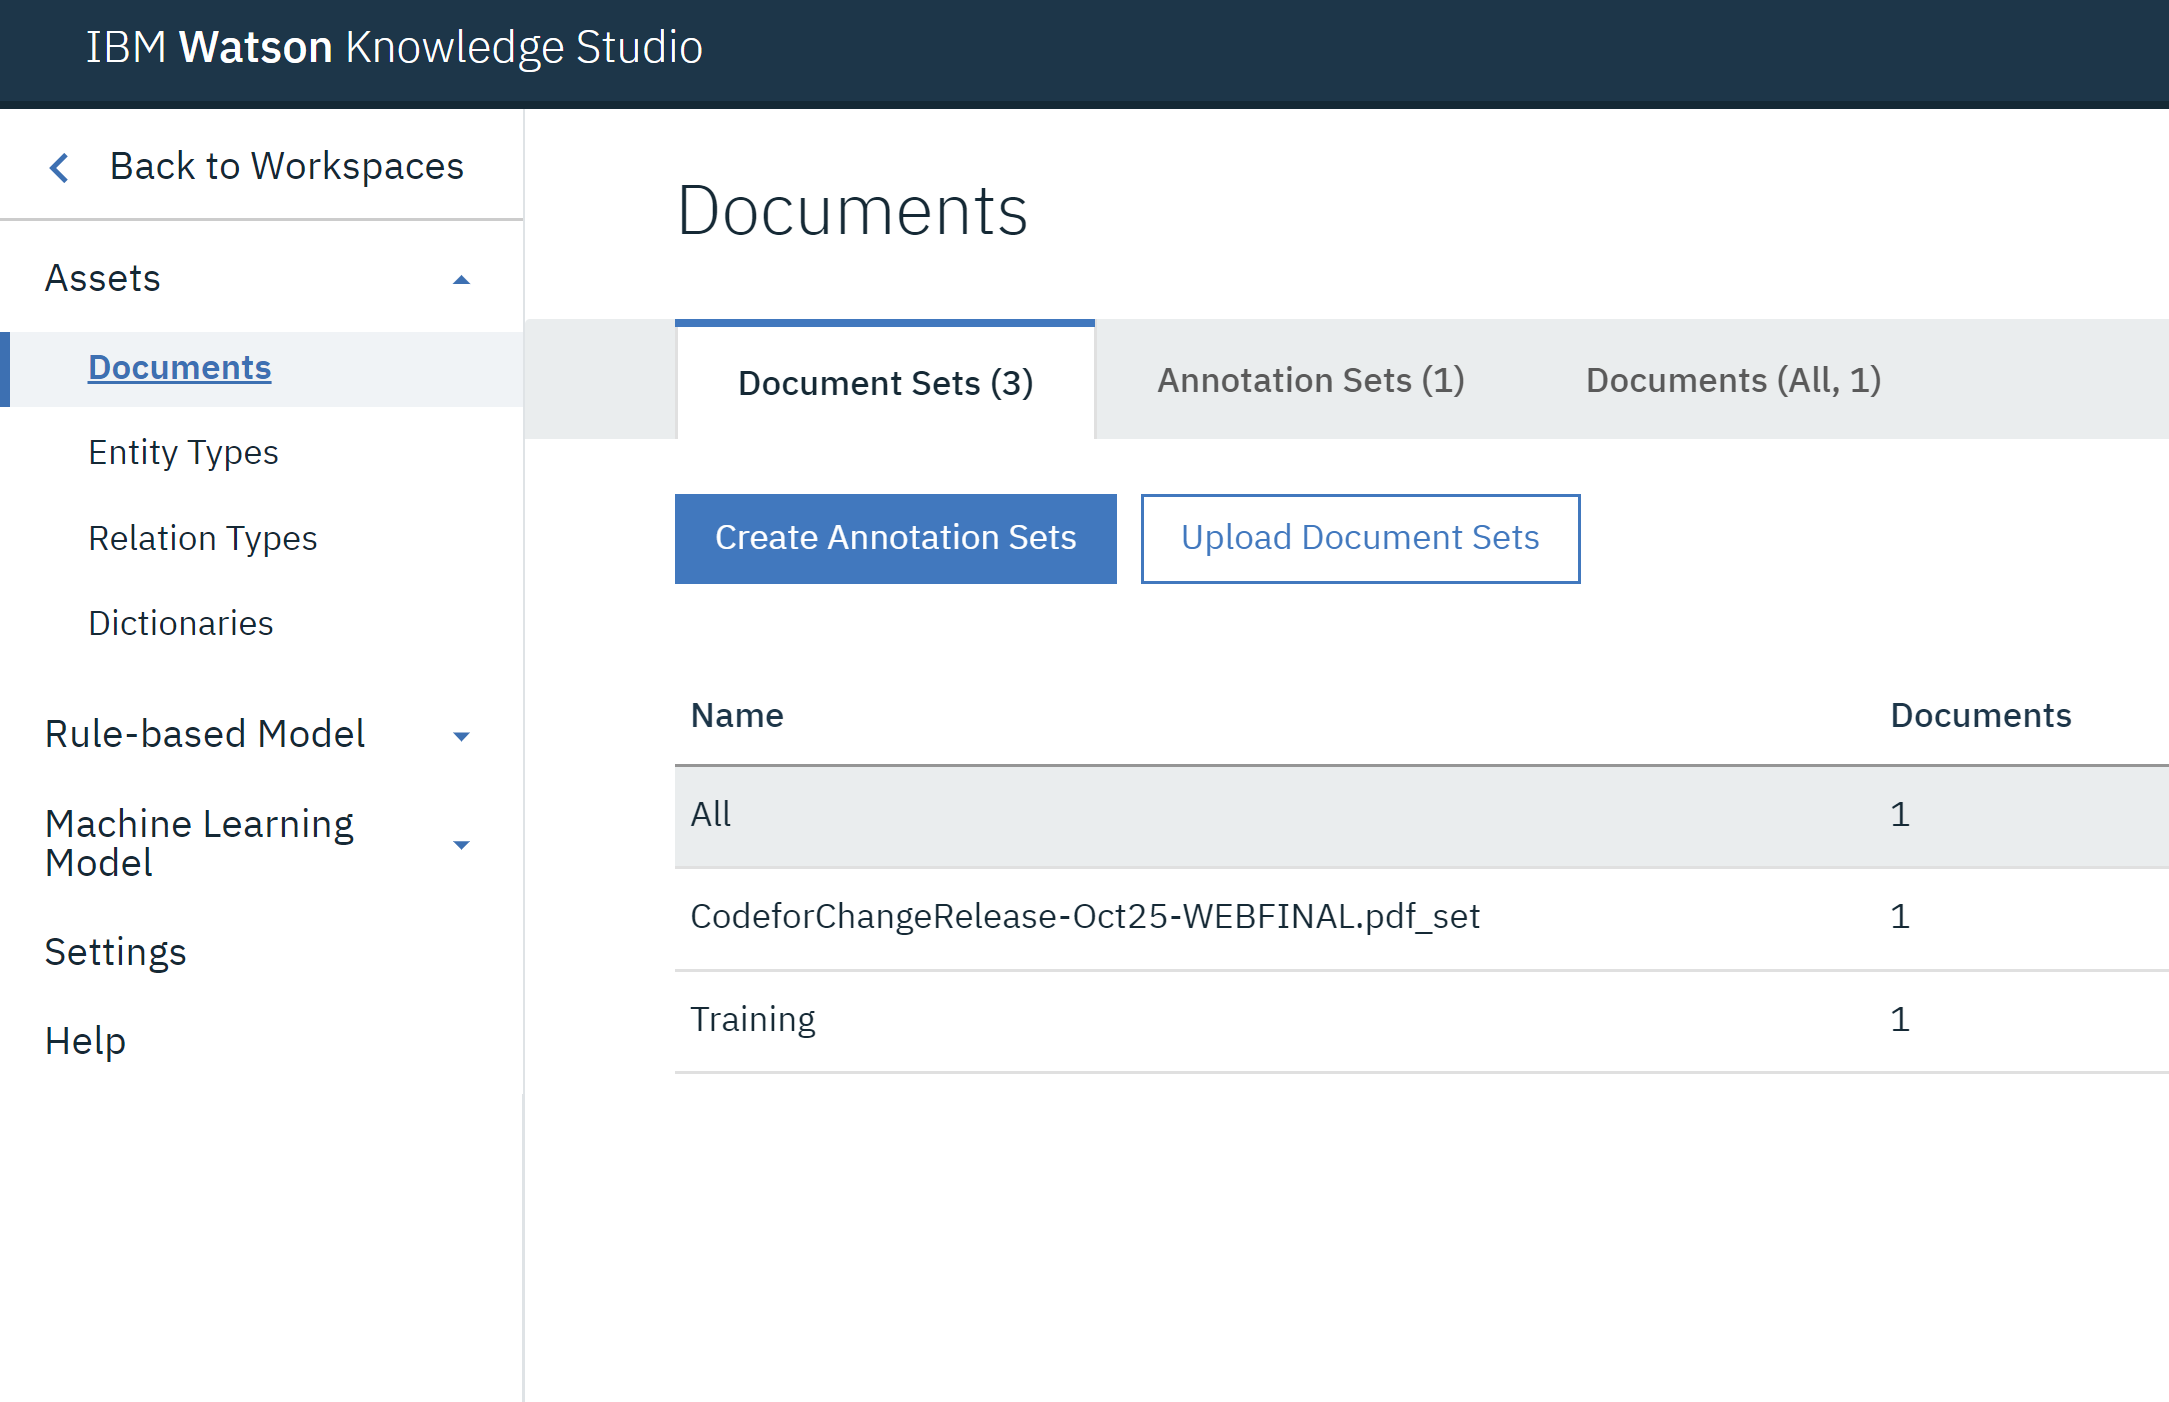 IBM Watson Knowledge Studio
Back to Workspaces
Assets
Documents
Entity Types
Relation Types
Dictionaries
Rule-based Model
Machine Learning
Model
Settings
Help
Documents
Document Sets (3)
Annotation Sets (1)
Documents (All, 1)
Create Annotation Sets
Upload Document Sets
Name Documents
All 1
CodeforChangeRelease-Oct25-WEBFINAL.pdf_set 1
Training 1